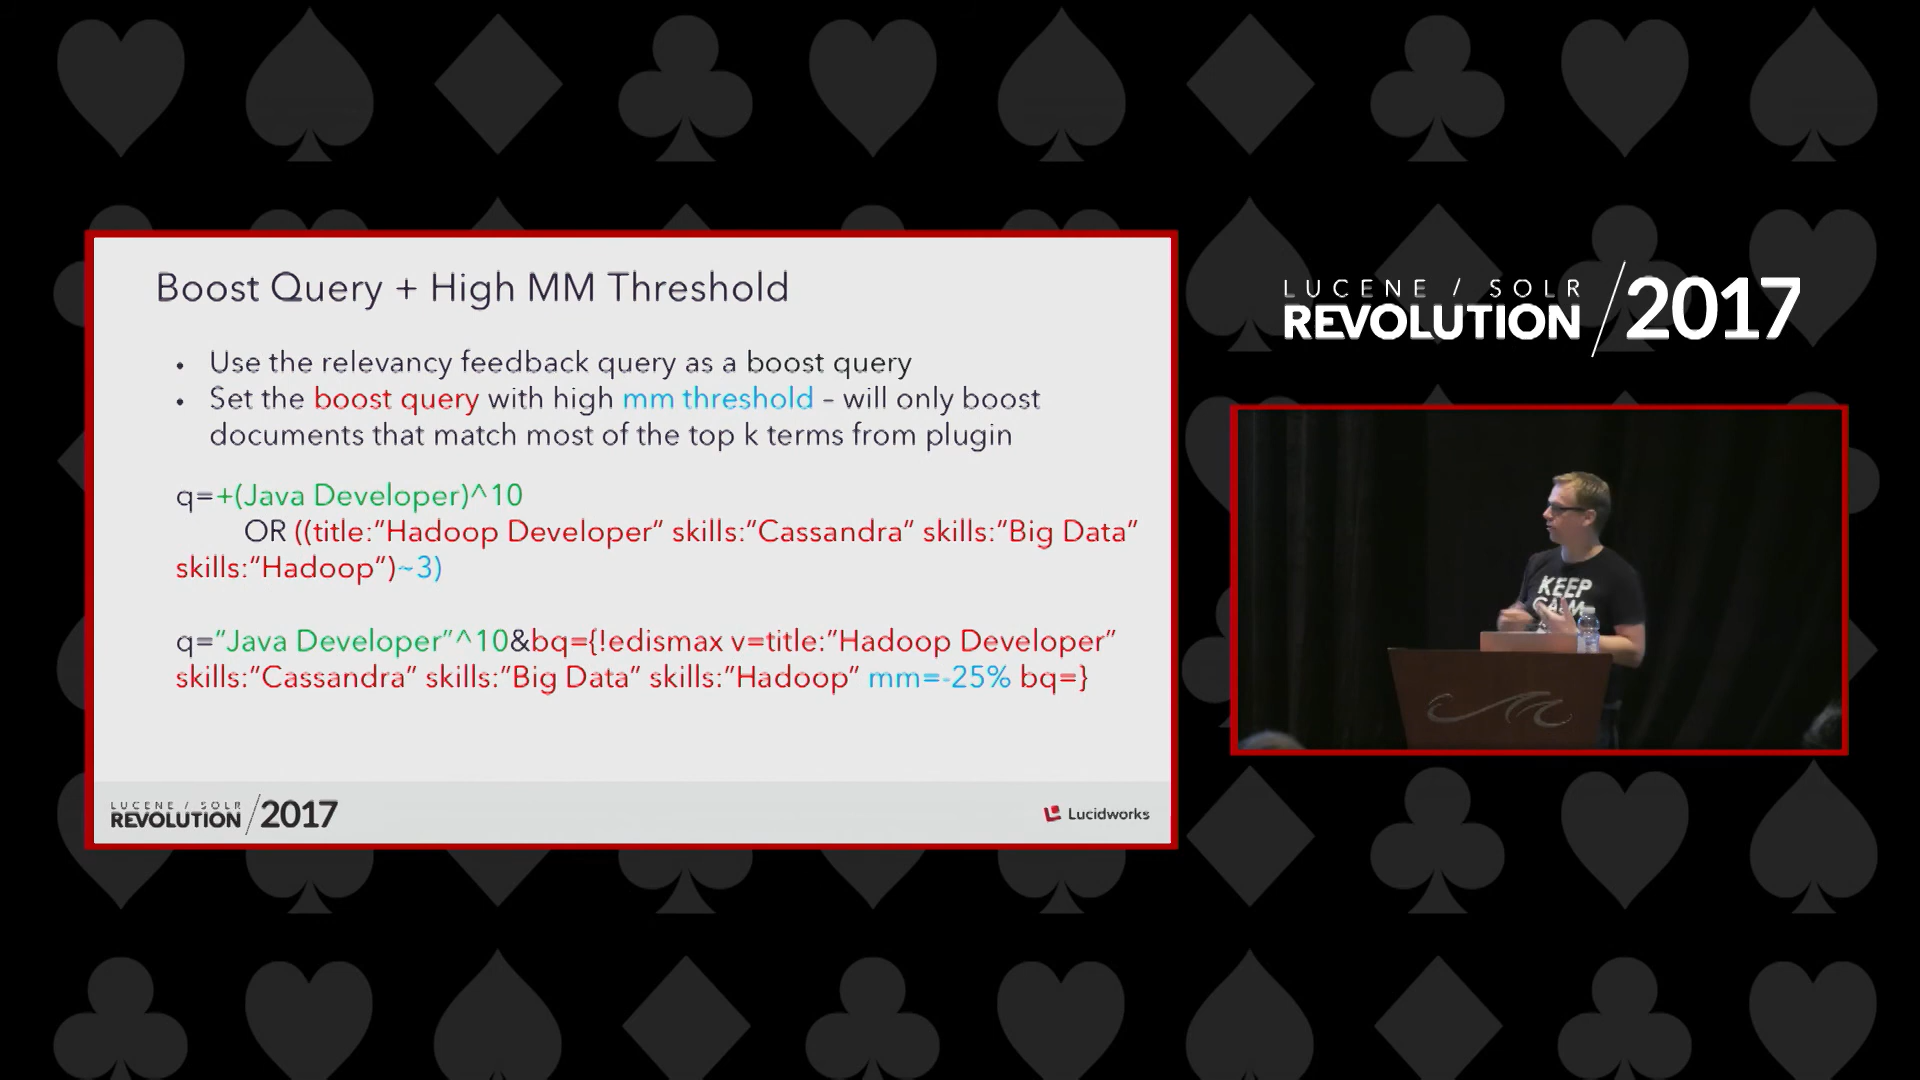 Boost Query + High MM Threshold
• Use the relevancy feedback query as a boost query
• Set the boost query with high mm threshold – will only boost
documents that match most of the top k terms from plugin
q=+(Java Developer)^10
OR ((title:"Hadoop Developer" skills:"Cassandra" skills:"Big Data"
skills:"Hadoop")~3)
q="Java Developer"^10&bq={!edismax v=title:"Hadoop Developer"
skills:"Cassandra" skills:"Big Data" skills:"Hadoop" mm=-25% bq=}
LUCENE / SOLR
REVOLUTION / 2017
Lucidworks
LUCENE / SOLR
REVOLUTION / 2017
KEEP
CALM